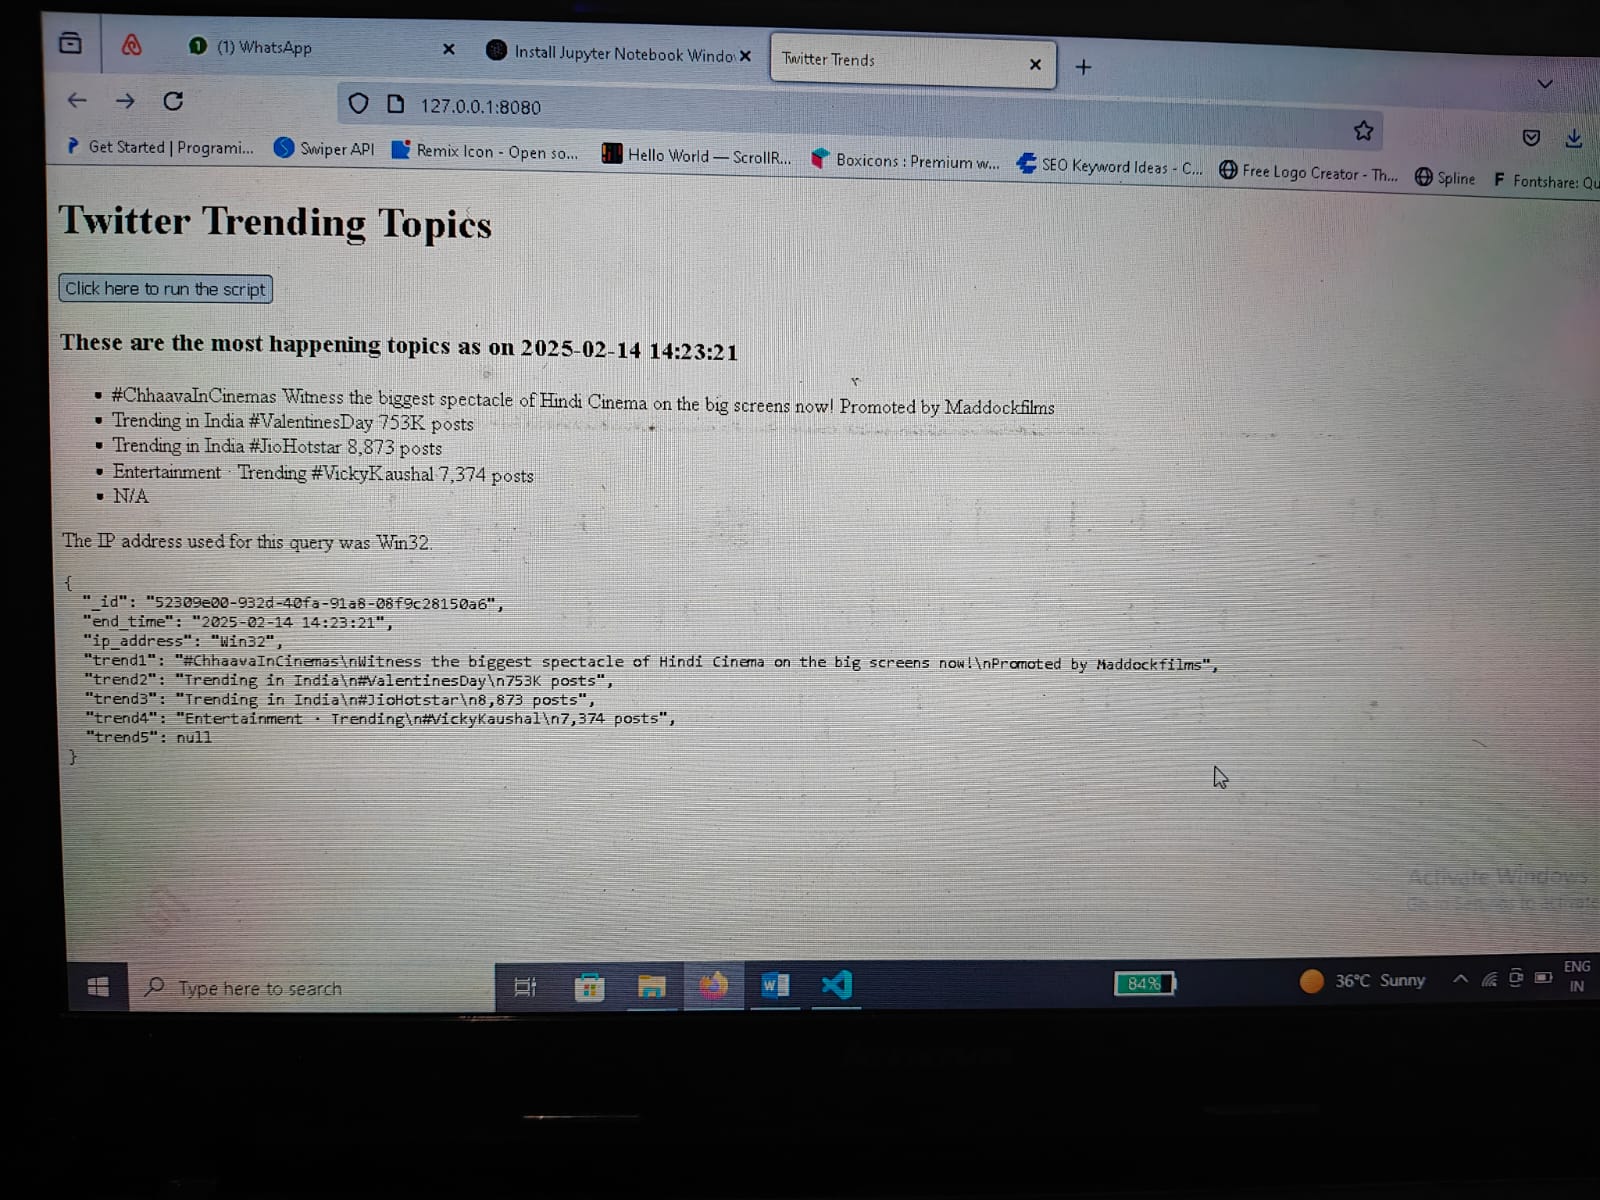 (1) WhatsApp
Install Jupyter Notebook Windo
Twitter Trends
127.0.0.1:8080
Get Started | Programi...
Swiper API
Remix Icon - Open so...
Hello World — ScrollR...
Boxicons : Premium w...
SEO Keyword Ideas - C...
Free Logo Creator - Th...
Spline
Fontshare: Qu
Twitter Trending Topics
Click here to run the script
These are the most happening topics as on 2025-02-14 14:23:21
#ChhaavaInCinemas Witness the biggest spectacle of Hindi Cinema on the big screens now! Promoted by Maddockfilms
Trending in India #ValentinesDay 753K posts
Trending in India #JioHotstar 8,873 posts
Entertainment · Trending #VickyKaushal 7,374 posts
N/A
The IP address used for this query was Win32.
{
"_id": "52309e00-932d-40fa-91a8-08f9c28150a6",
"end_time": "2025-02-14 14:23:21",
"ip_address": "Win32",
"trend1": "#ChhaavaInCinemas\nWitness the biggest spectacle of Hindi Cinema on the big screens now!\nPromoted by Maddockfilms",
"trend2": "Trending in India\n#ValentinesDay\n753K posts",
"trend3": "Trending in India\n#JioHotstar\n8,873 posts",
"trend4": "Entertainment · Trending\n#VickyKaushal\n7,374 posts",
"trend5": null
}
Activate Windows
Type here to search
84%
36°C Sunny
ENG
IN